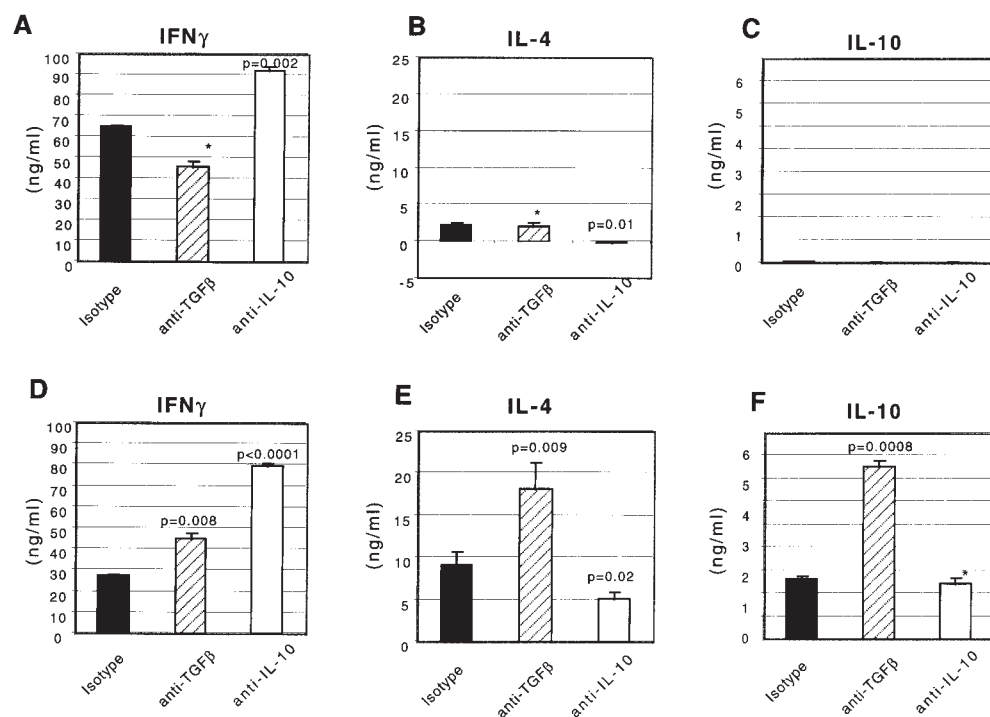 A
IFNγ
100
90
80
70
60
50
40
30
20
10
0
(ng/ml)
p=0.002
*
Isotype
anti-TGFβ
anti-IL-10
B
IL-4
25
20
15
10
5
0
-5
(ng/ml)
*
p=0.01
Isotype
anti-TGFβ
anti-IL-10
C
IL-10
6
5
4
4
3
2
2
1
0
(ng/ml)
Isotype
anti-TGFβ
anti-IL-10
D
IFNγ
100
90
80
70
60
50
40
30
20
10
0
(ng/ml)
p=0.008
p<0.0001
Isotype
anti-TGFβ
anti-IL-10
E
IL-4
25
20
15
10
5
0
(ng/ml)
p=0.009
p=0.02
Isotype
anti-TGFβ
anti-IL-10
F
IL-10
6
5
5
4
3
2
2
1
0
(ng/ml)
p=0.0008
*
Isotype
anti-TGFβ
anti-IL-10